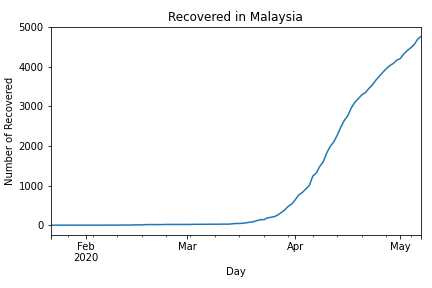 Recovered in Malaysia
Number of Recovered
5000
4000
3000
2000
1000
0
Feb
2020
Mar
Apr
May
Day